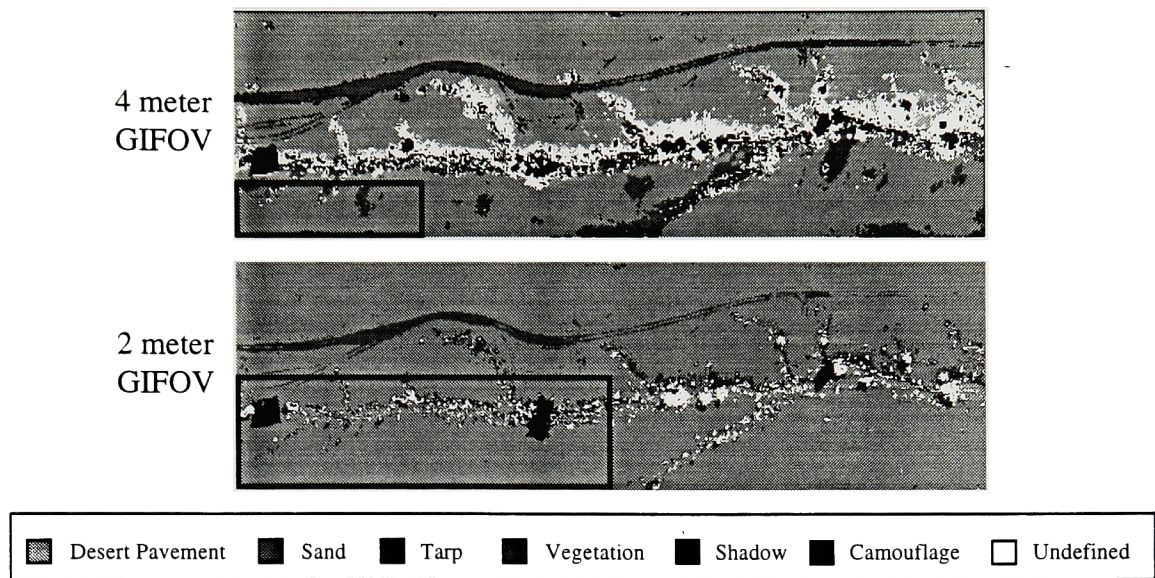 4 meter
GIFOV
2 meter
GIFOV
Desert Pavement Sand Tarp Vegetation Shadow Camouflage Undefined